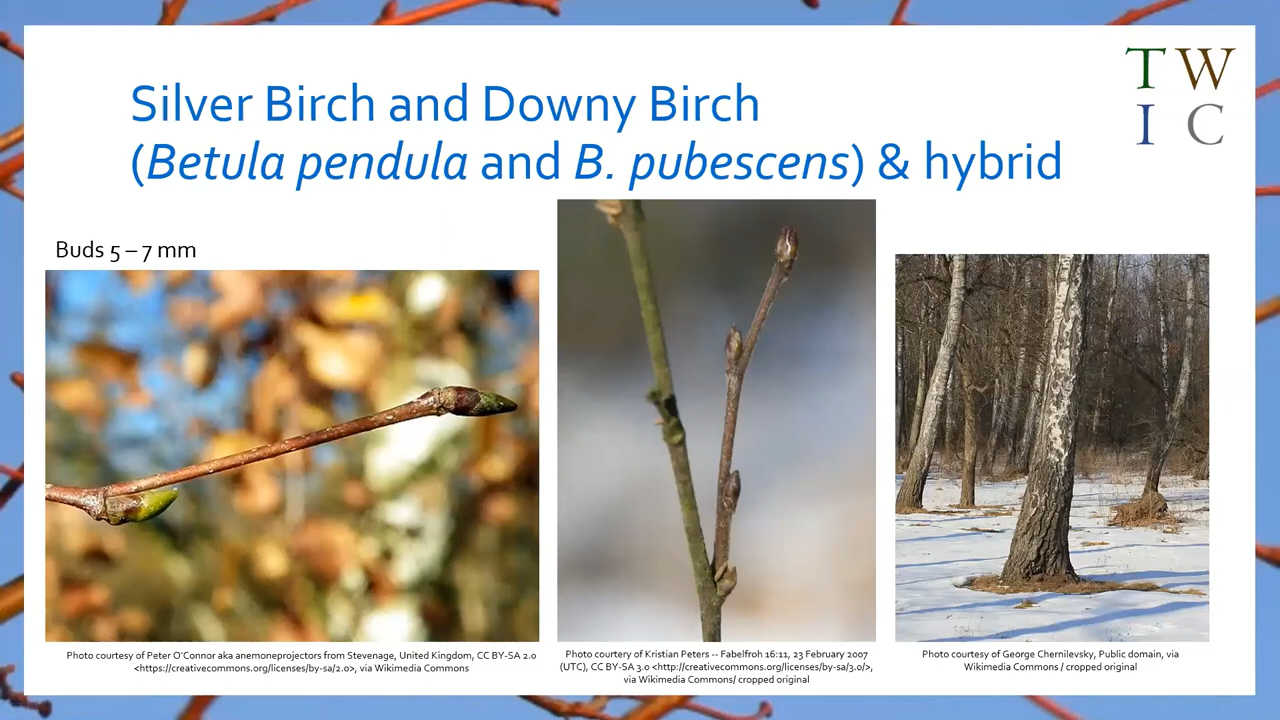 T W
I C
Silver Birch and Downy Birch
(Betula pendula and B. pubescens) & hybrid
Buds 5 – 7 mm
Photo courtesy of Peter O'Connor aka anemoneprojectors from Stevenage, United Kingdom, CC BY-SA 2.0
<https://creativecommons.org/licenses/by-sa/2.0>, via Wikimedia Commons
Photo courtery of Kristian Peters -- Fabelfroh 16:11, 23 February 2007
(UTC), CC BY-SA 3.0 <http://creativecommons.org/licenses/by-sa/3.0/>,
via Wikimedia Commons/ cropped original
Photo courtesy of George Chernilevsky, Public domain, via
Wikimedia Commons / cropped original